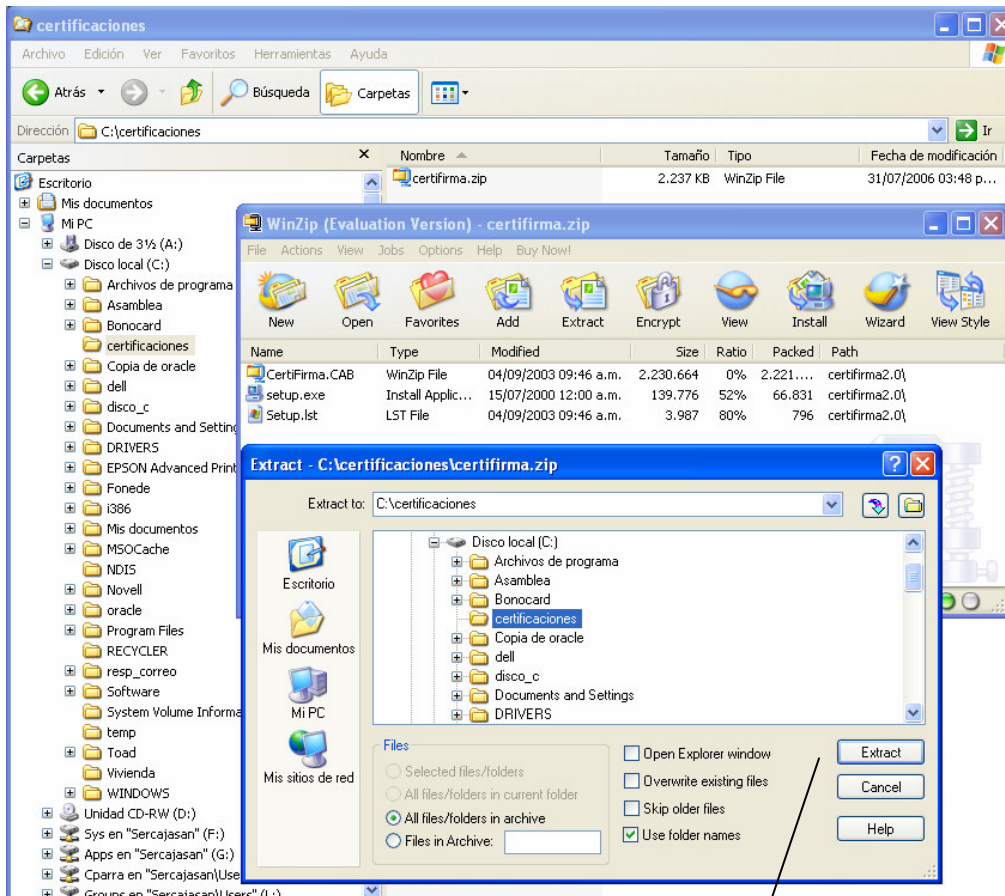 certificaciones
Archivo Edición Ver Favoritos Herramientas Ayuda
Atrás Búsqueda Carpetas
Dirección C:\certificaciones Ir
Carpetas
Nombre Tamaño Tipo Fecha de modificación
certifirma.zip 2.237 KB WinZip File 31/07/2006 03:48 p...
Escritorio
Mis documentos
Mi PC
Disco de 3½ (A:)
Disco local (C:)
Archivos de programa
Asamblea
Bonocard
certificaciones
Copia de oracle
dell
disco_c
Documents and Setting
DRIVERS
EPSON Advanced Print
Fonede
i386
Mis documentos
MSOCache
NDIS
Novell
oracle
Program Files
RECYCLER
resp_correo
Software
System Volume Informa
temp
Toad
Vivienda
WINDOWS
Unidad CD-RW (D:)
Sys en "Sercajasan" (F:)
Apps en "Sercajasan" (G:)
Cparra en "Sercajasan\Use
Groups en "Sercajasan\Users" (L:)
WinZip (Evaluation Version) - certifirma.zip
File Actions View Jobs Options Help Buy Now!
New Open Favorites Add Extract Encrypt View Install Wizard View Style
Name Type Modified Size Ratio Packed Path
CertiFirma.CAB WinZip File 04/09/2003 09:46 a.m. 2.230.664 0% 2.221.... certifirma2.0\
setup.exe Install Applic... 15/07/2000 12:00 a.m. 139.776 52% 66.831 certifirma2.0\
Setup.lst LST File 04/09/2003 09:46 a.m. 3.987 80% 796 certifirma2.0\
Extract - C:\certificaciones\certifirma.zip
Extract to: C:\certificaciones
Escritorio
Mis documentos
Mi PC
Mis sitios de red
Disco local (C:)
Archivos de programa
Asamblea
Bonocard
certificaciones
Copia de oracle
dell
disco_c
Documents and Settings
DRIVERS
Files
Selected files/folders
All files/folders in current folder
All files/folders in archive
Files in Archive:
Open Explorer window
Overwrite existing files
Skip older files
Use folder names
Extract
Cancel
Help